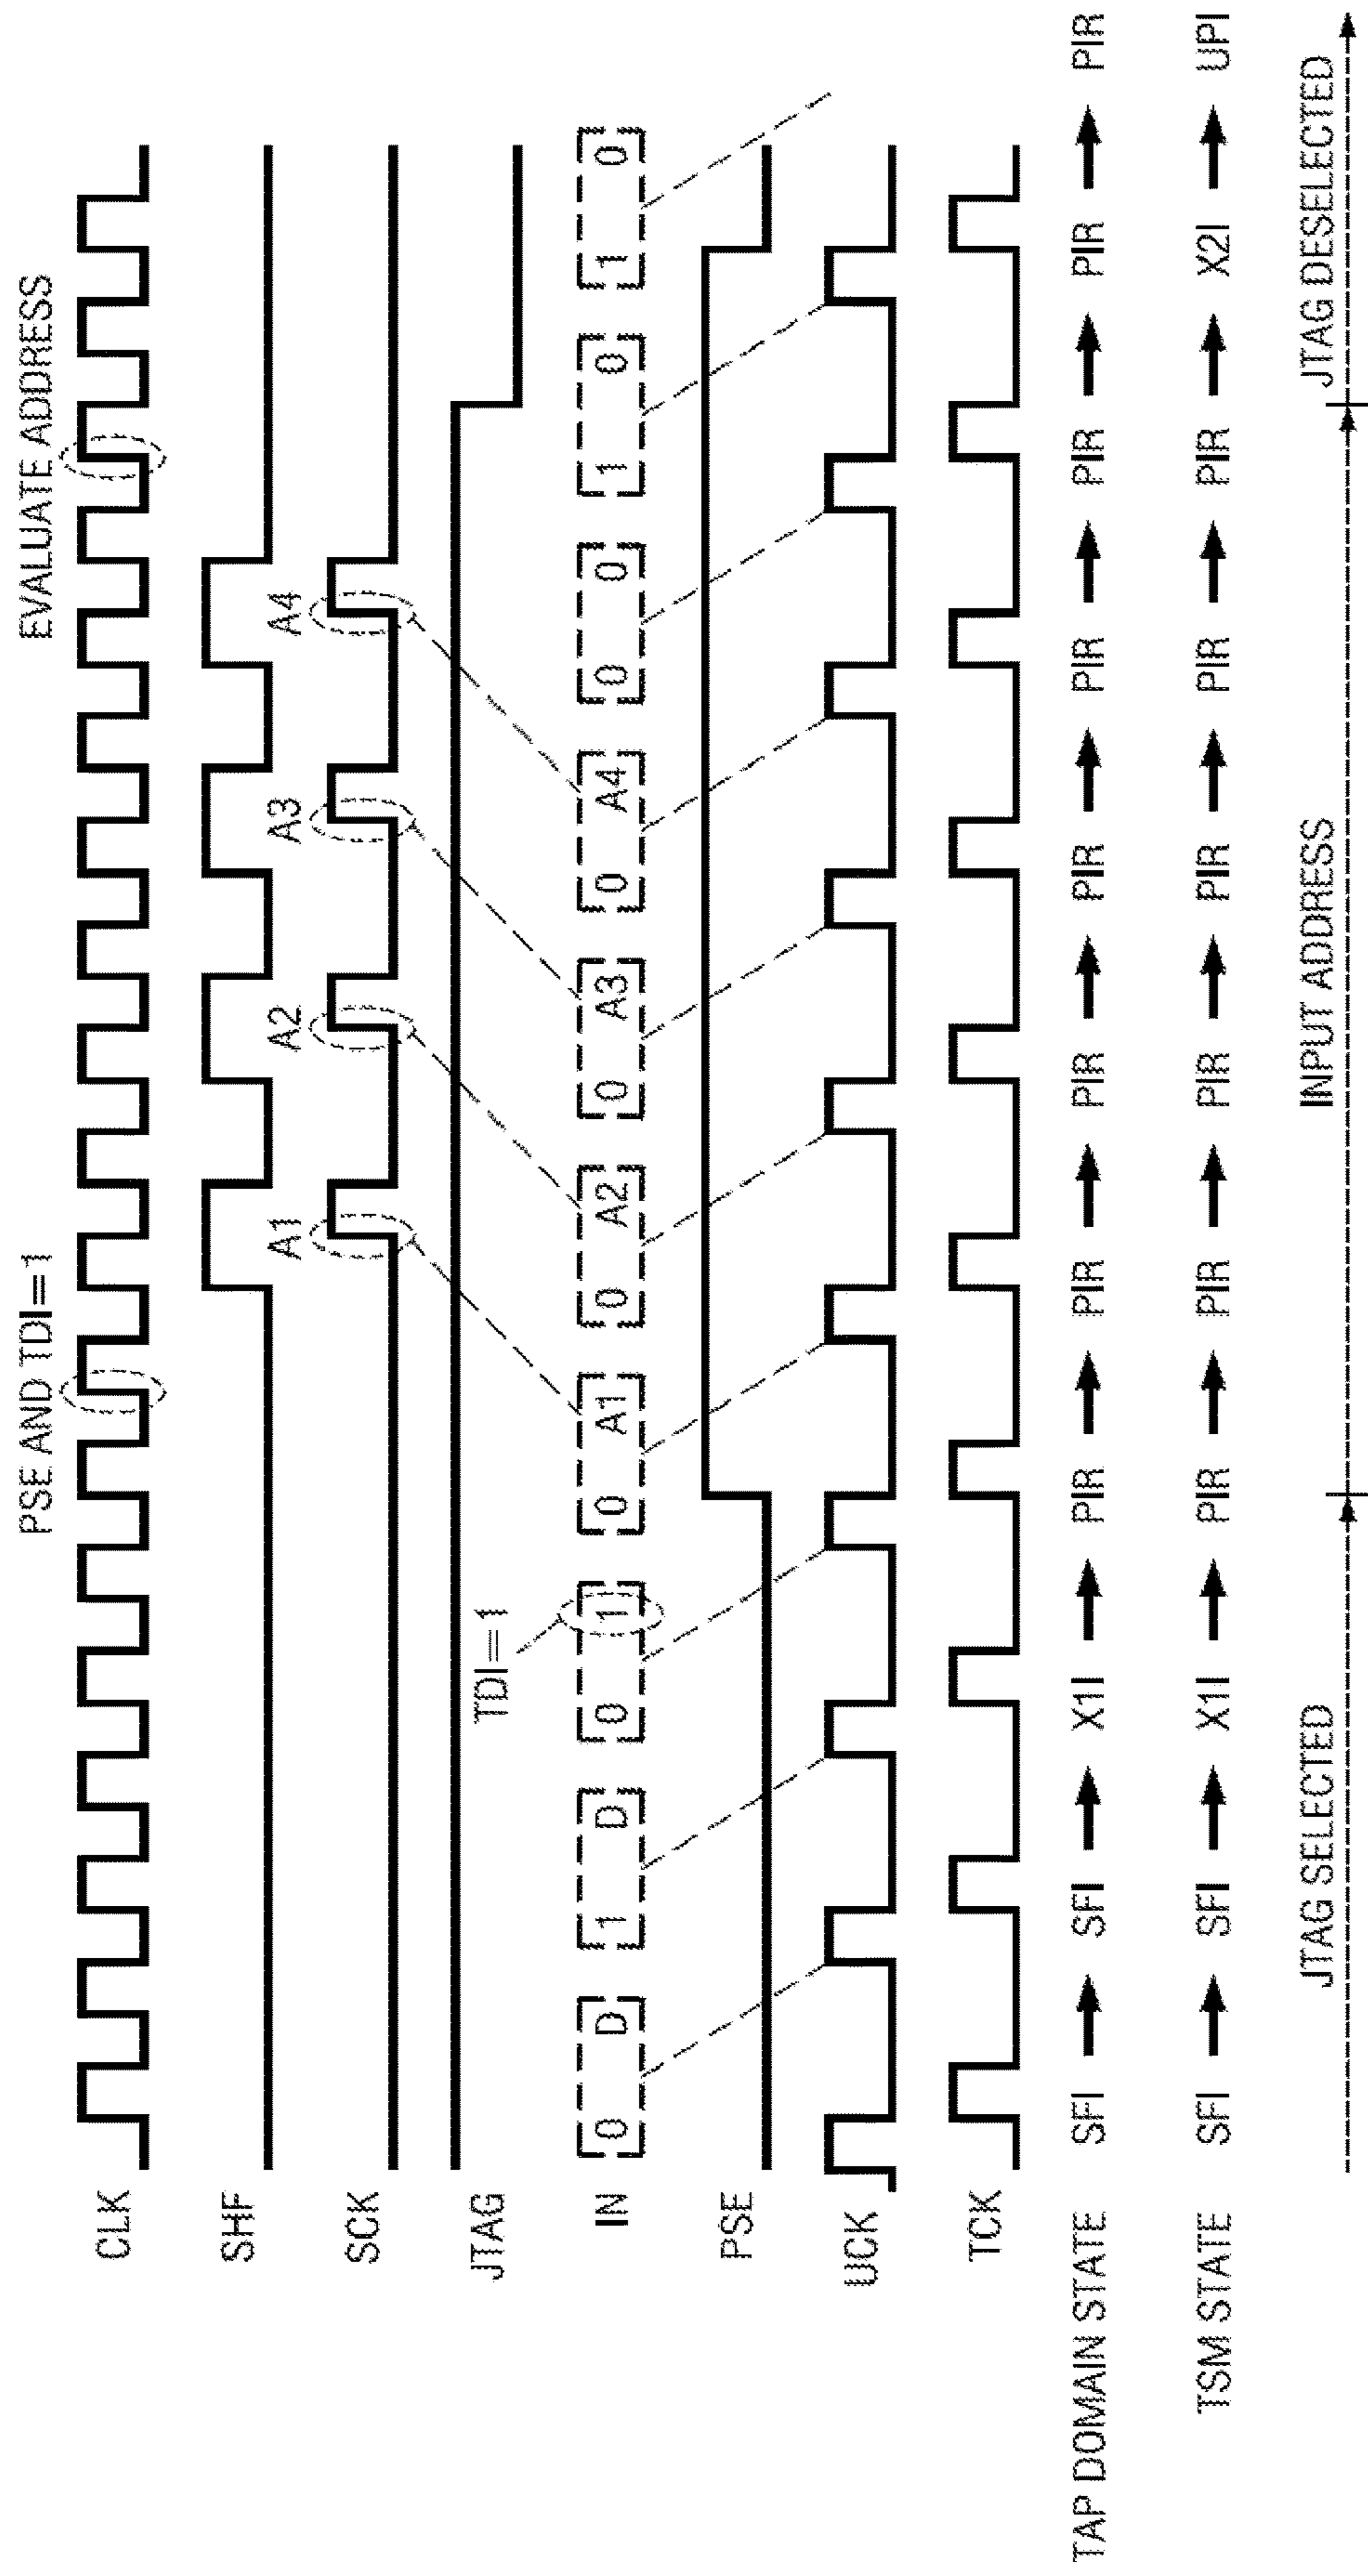 PSE AND TDI=1 EVALUATE ADDRESS
CLK
SHF
A1 A2 A3 A4
SCK
JTAG
TDI=1
IN 0 D 1 D 0 1 0 A1 0 A2 0 A3 0 A4 0 0 1 0 1 0
PSE
UCK
TCK
TAP DOMAIN STATE SFI SFI X1I PIR PIR PIR PIR PIR PIR PIR PIR
TSM STATE SFI SFI X1I PIR PIR PIR PIR PIR PIR X2I UPI
JTAG SELECTED INPUT ADDRESS JTAG DESELECTED